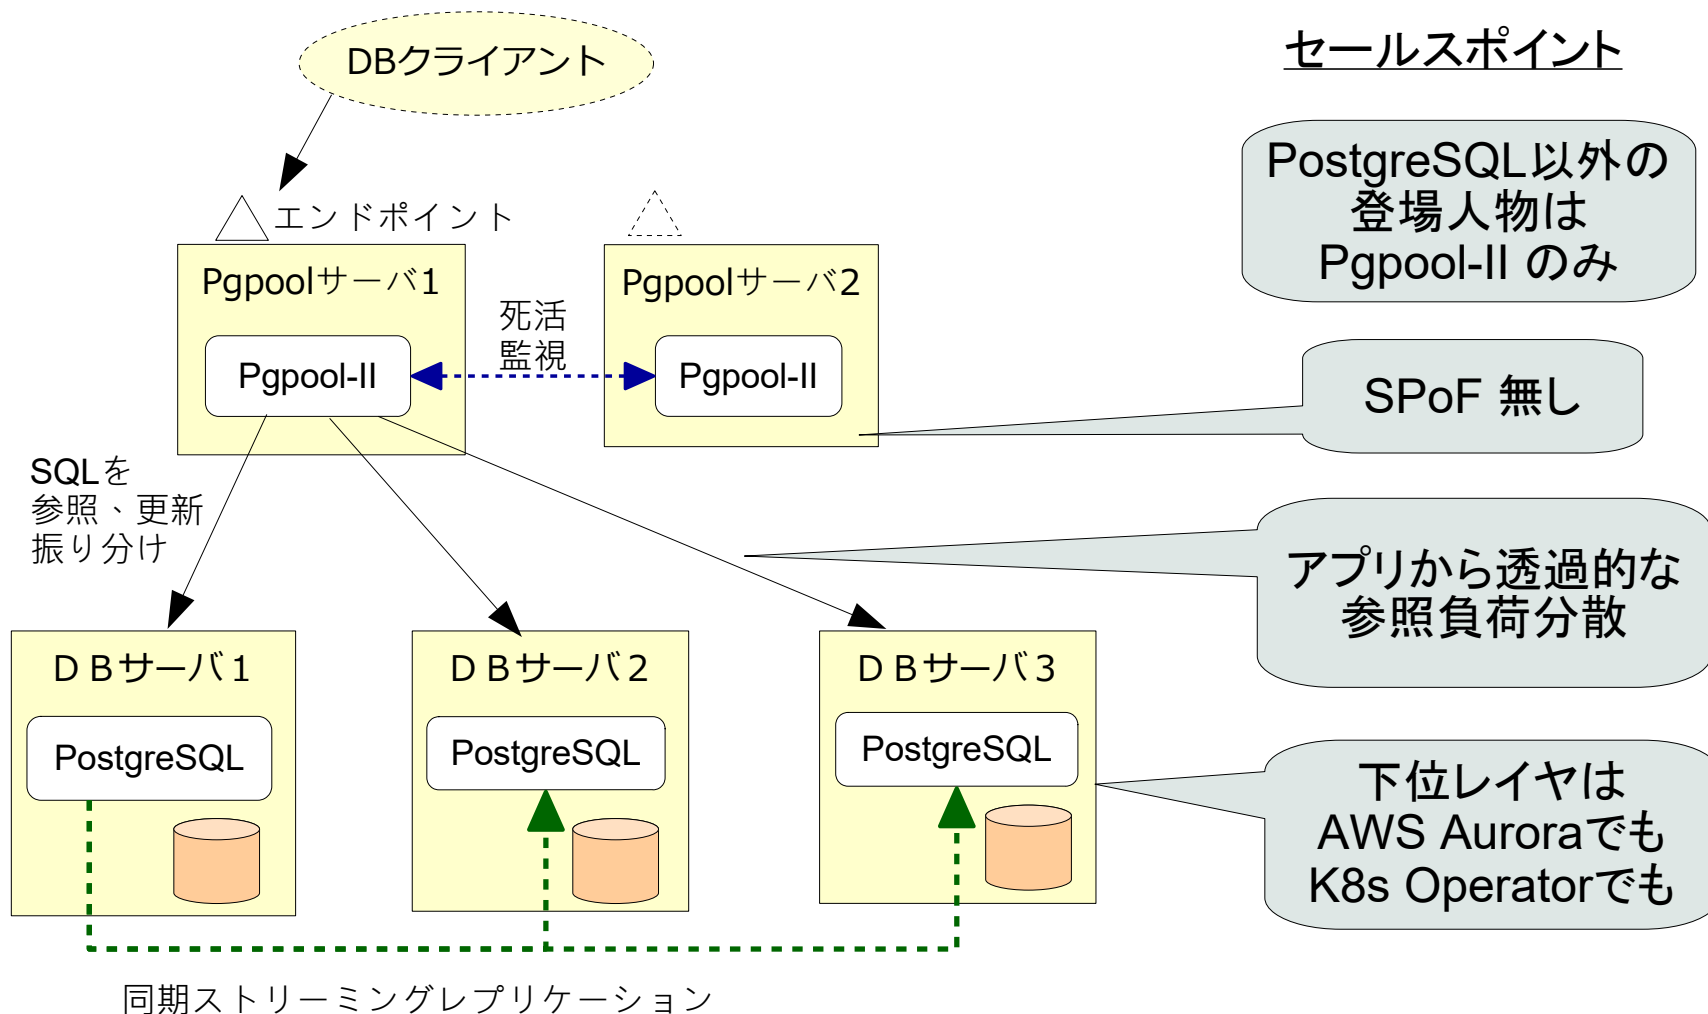 DBクライアント
エンドポイント
Pgpoolサーバ1
Pgpool-II
死活
監視
Pgpoolサーバ2
Pgpool-II
SQLを
参照、更新
振り分け
ＤＢサーバ１
PostgreSQL
ＤＢサーバ２
PostgreSQL
ＤＢサーバ３
PostgreSQL
同期ストリーミングレプリケーション
セールスポイント
PostgreSQL以外の
登場人物は
Pgpool-II のみ
SPoF 無し
アプリから透過的な
参照負荷分散
下位レイヤは
AWS Auroraでも
K8s Operatorでも